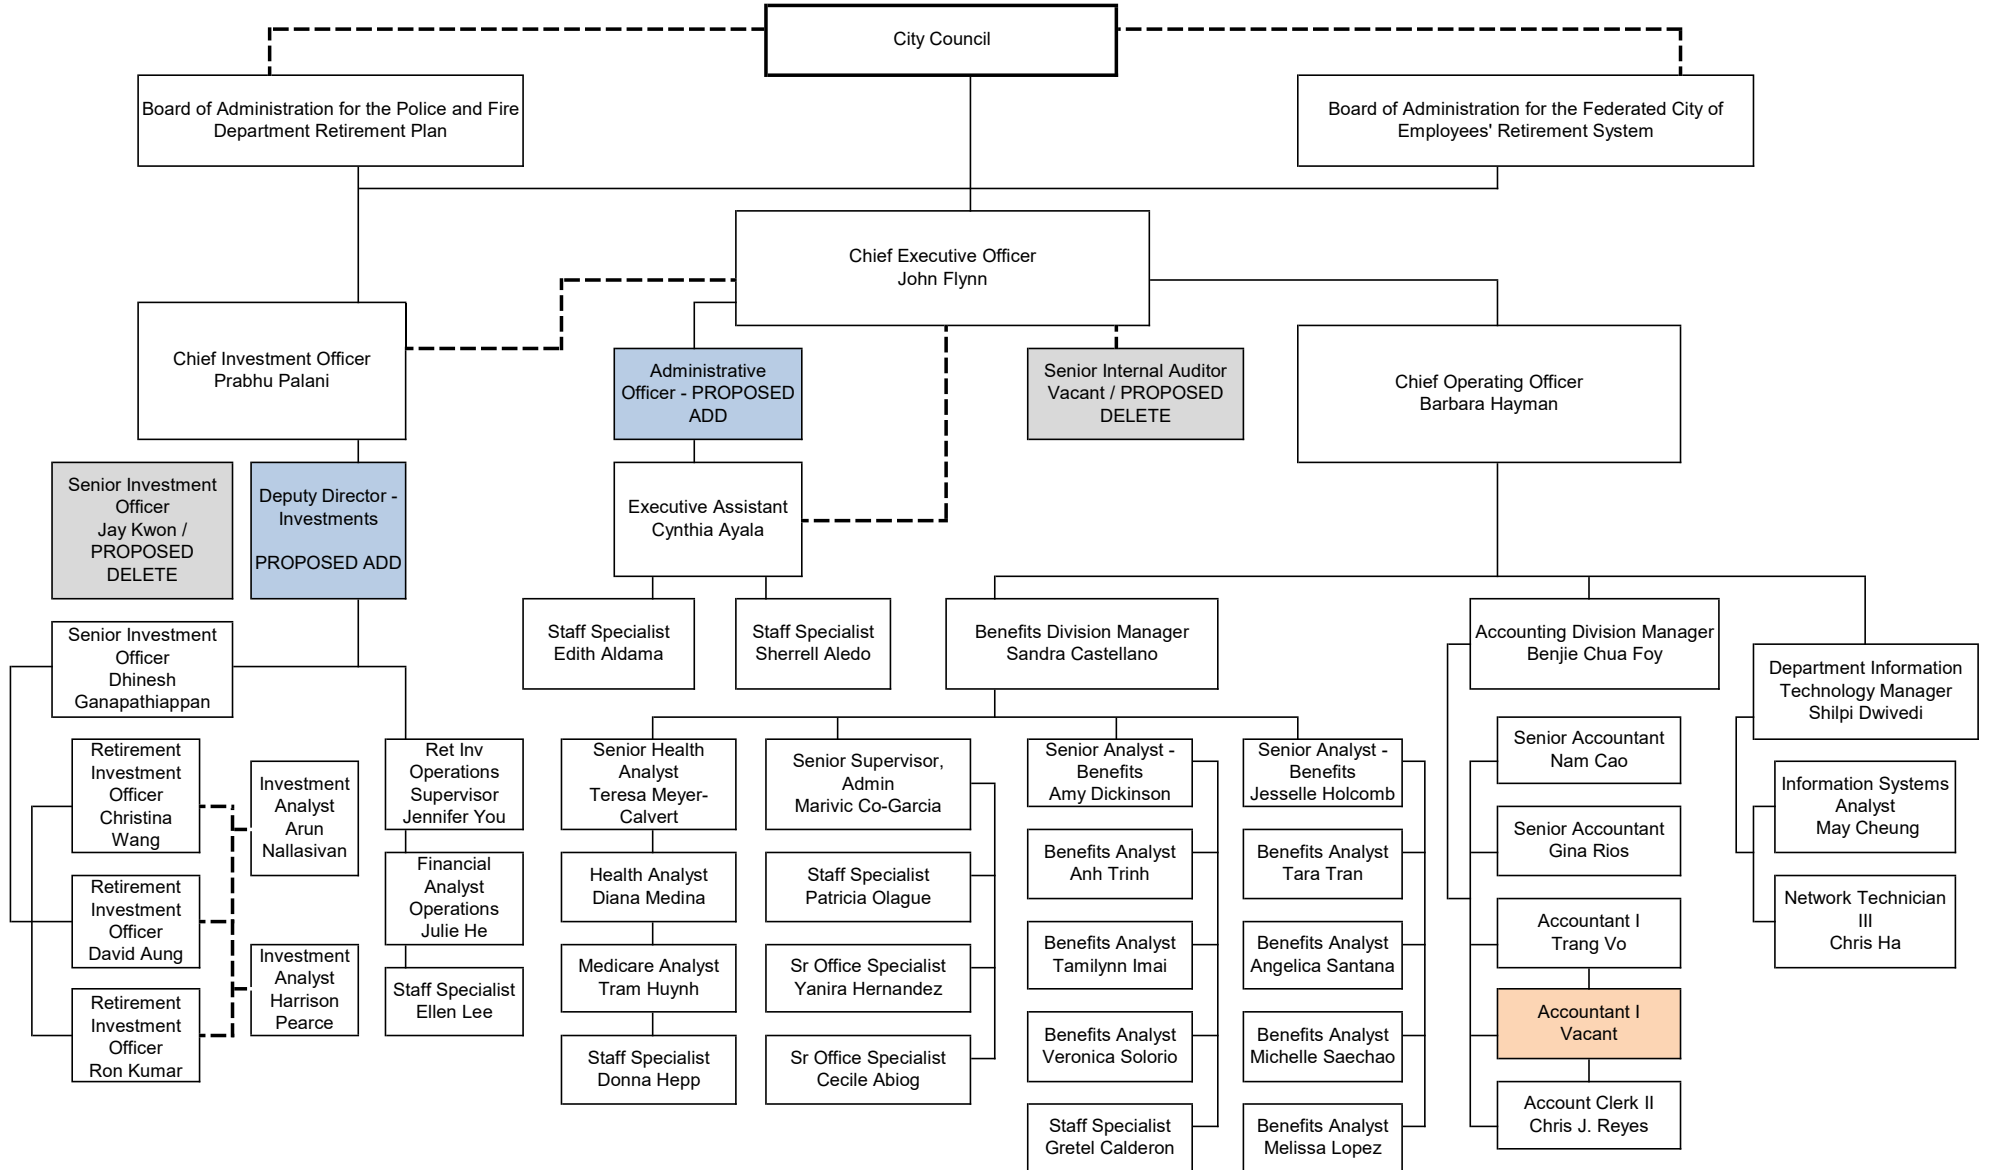 City Council
Board of Administration for the Police and Fire
Department Retirement Plan
Board of Administration for the Federated City of
Employees' Retirement System
Chief Executive Officer
John Flynn
Chief Investment Officer
Prabhu Palani
Administrative
Officer - PROPOSED
ADD
Senior Internal Auditor
Vacant / PROPOSED
DELETE
Chief Operating Officer
Barbara Hayman
Senior Investment
Officer
Jay Kwon /
PROPOSED
DELETE
Deputy Director -
Investments
PROPOSED ADD
Executive Assistant
Cynthia Ayala
Senior Investment
Officer
Dhinesh
Ganapathiappan
Staff Specialist
Edith Aldama
Staff Specialist
Sherrell Aledo
Benefits Division Manager
Sandra Castellano
Accounting Division Manager
Benjie Chua Foy
Department Information
Technology Manager
Shilpi Dwivedi
Retirement
Investment
Officer
Christina
Wang
Investment
Analyst
Arun
Nallasivan
Ret Inv
Operations
Supervisor
Jennifer You
Senior Health
Analyst
Teresa Meyer-
Calvert
Senior Supervisor,
Admin
Marivic Co-Garcia
Senior Analyst -
Benefits
Amy Dickinson
Senior Analyst -
Benefits
Jesselle Holcomb
Senior Accountant
Nam Cao
Information Systems
Analyst
May Cheung
Retirement
Investment
Officer
David Aung
Financial
Analyst
Operations
Julie He
Health Analyst
Diana Medina
Staff Specialist
Patricia Olague
Benefits Analyst
Anh Trinh
Benefits Analyst
Tara Tran
Senior Accountant
Gina Rios
Network Technician
III
Chris Ha
Retirement
Investment
Officer
Ron Kumar
Investment
Analyst
Harrison
Pearce
Staff Specialist
Ellen Lee
Medicare Analyst
Tram Huynh
Sr Office Specialist
Yanira Hernandez
Benefits Analyst
Tamilynn Imai
Benefits Analyst
Angelica Santana
Accountant I
Trang Vo
Staff Specialist
Donna Hepp
Sr Office Specialist
Cecile Abiog
Benefits Analyst
Veronica Solorio
Benefits Analyst
Michelle Saechao
Accountant I
Vacant
Staff Specialist
Gretel Calderon
Benefits Analyst
Melissa Lopez
Account Clerk II
Chris J. Reyes